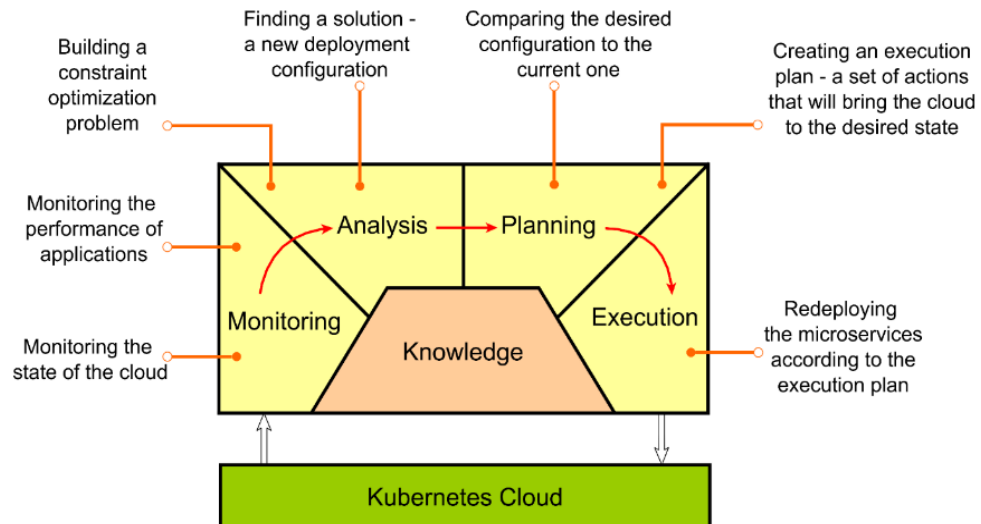 Building a
constraint
optimization
problem
Finding a solution -
a new deployment
configuration
Comparing the desired
configuration to the
current one
Creating an execution
plan - a set of actions
that will bring the cloud
to the desired state
Monitoring the
performance of
applications
Monitoring the
state of the cloud
Analysis
Planning
Monitoring
Execution
Knowledge
Redeploying
the microservices
according to the
execution plan
Kubernetes Cloud